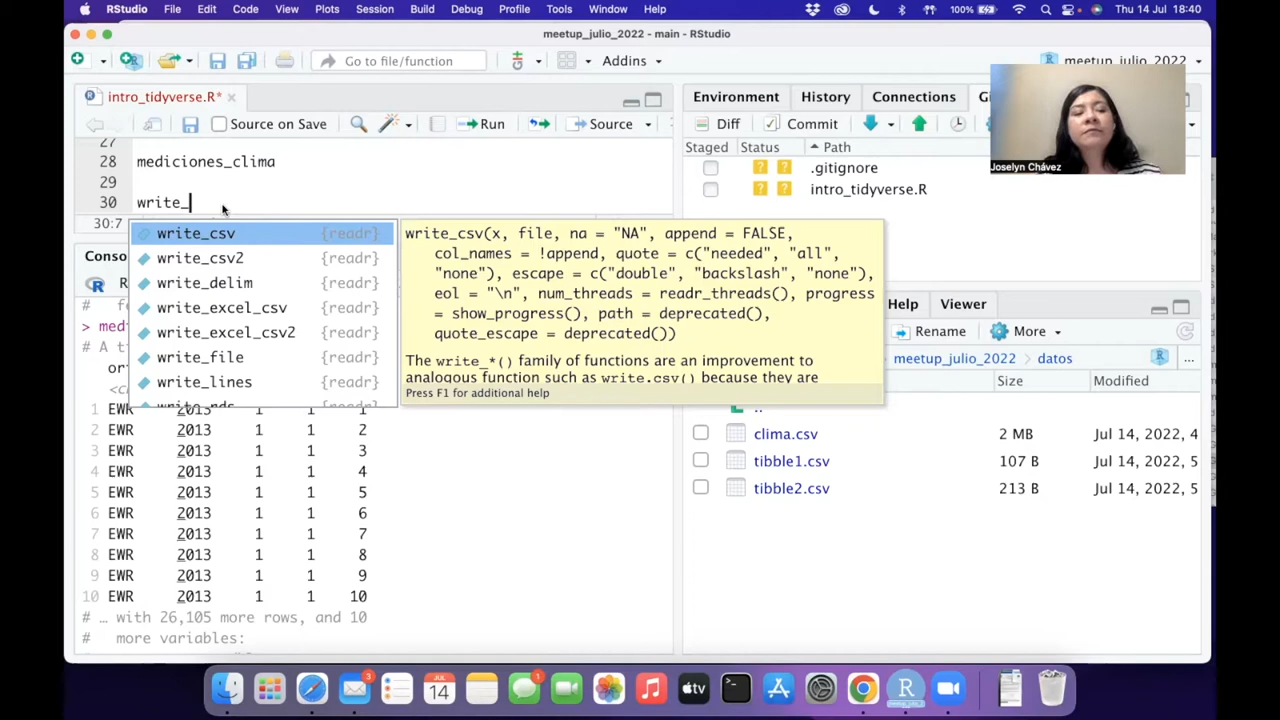 RStudio File Edit Code View Plots Session Build Debug Profile Tools Window Help 100% Thu 14 Jul 18:40
meetup_julio_2022 - main - RStudio
Go to file/function Addins meetup_julio_2022
intro_tidyverse.R* Environment History Connections
Source on Save Run Source Diff Commit
Staged Status Path
27
28 mediciones_clima .gitignore Joselyn Chávez
29 intro_tidyverse.R
30 write_
30:7
write_csv {readr}
write_csv2 {readr}
write_delim {readr}
write_excel_csv {readr}
write_excel_csv2 {readr}
write_file {readr}
write_lines {readr}
write_rds {readr}
write_csv(x, file, na = "NA", append = FALSE,
col_names = !append, quote = c("needed", "all",
"none"), escape = c("double", "backslash", "none"),
eol = "\n", num_threads = readr_threads(), progress
= show_progress(), path = deprecated(),
quote_escape = deprecated())
The write_*() family of functions are an improvement to
analogous function such as write.csv() because they are
Press F1 for additional help
Help Viewer
Rename More
meetup_julio_2022 datos ...
Size Modified
..
clima.csv 2 MB Jul 14, 2022, 4
tibble1.csv 107 B Jul 14, 2022, 5
tibble2.csv 213 B Jul 14, 2022, 5
R
#
> med
# A t
1 EWR 2013 1 1 1
2 EWR 2013 1 1 2
3 EWR 2013 1 1 3
4 EWR 2013 1 1 4
5 EWR 2013 1 1 5
6 EWR 2013 1 1 6
7 EWR 2013 1 1 7
8 EWR 2013 1 1 8
9 EWR 2013 1 1 9
10 EWR 2013 1 1 10
# … with 26,105 more rows, and 10
# more variables:
3 JUL 14 1 tv